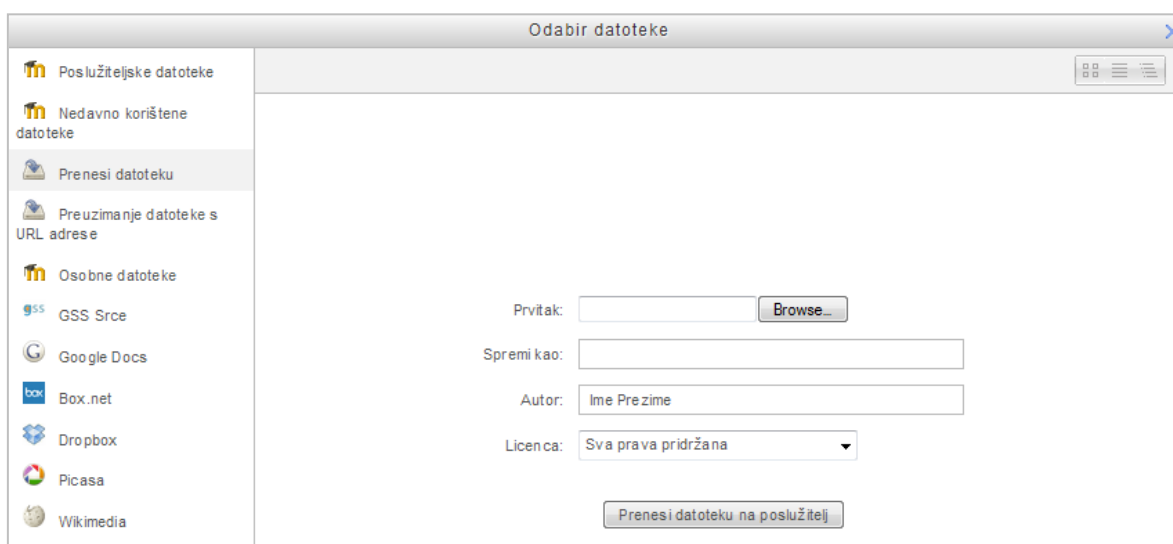 Odabir datoteke
Poslužiteljske datoteke
Nedavno korištene
datoteke
Prenesi datoteku
Preuzimanje datoteke s
URL adrese
Osobne datoteke
gss GSS Srce
Google Docs
box Box.net
Dropbox
Picasa
Wikimedia
Prvitak: Browse...
Spremi kao:
Autor: Ime Prezime
Licenca: Sva prava pridržana
Prenesi datoteku na poslužitelj